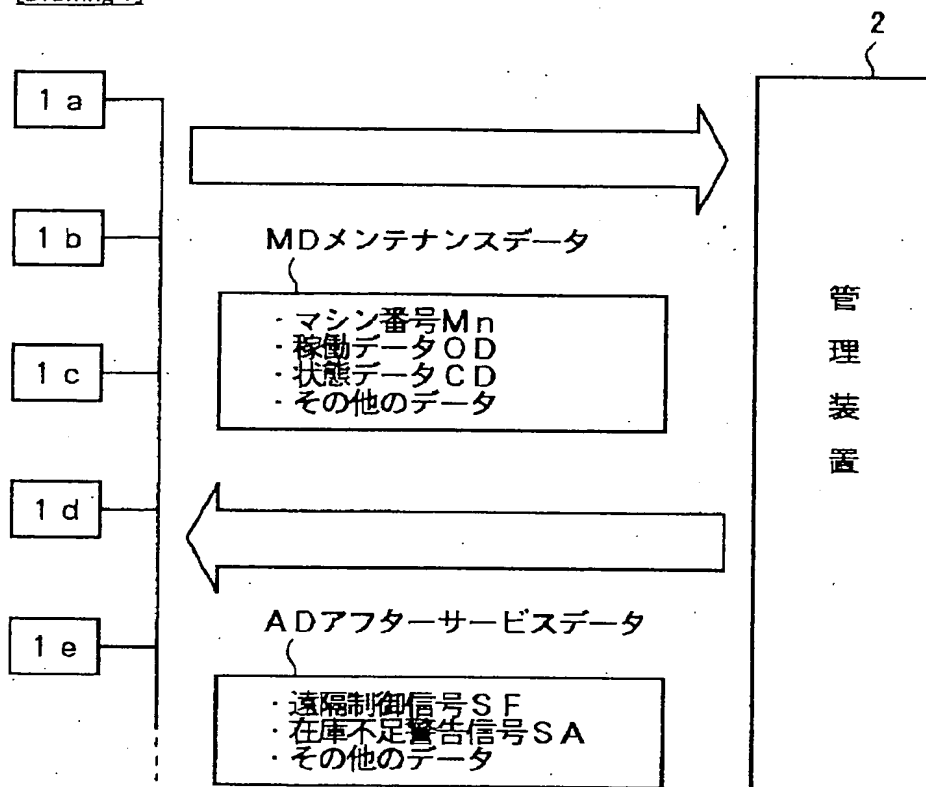 2
1a
1b
MDメンテナンスデータ
・マシン番号Mn
・稼働データOD
・状態データCD
・その他のデータ
1c
管理装置
1d
1e
ADアフターサービスデータ
・遠隔制御信号SF
・在庫不足警告信号SA
・その他のデータ